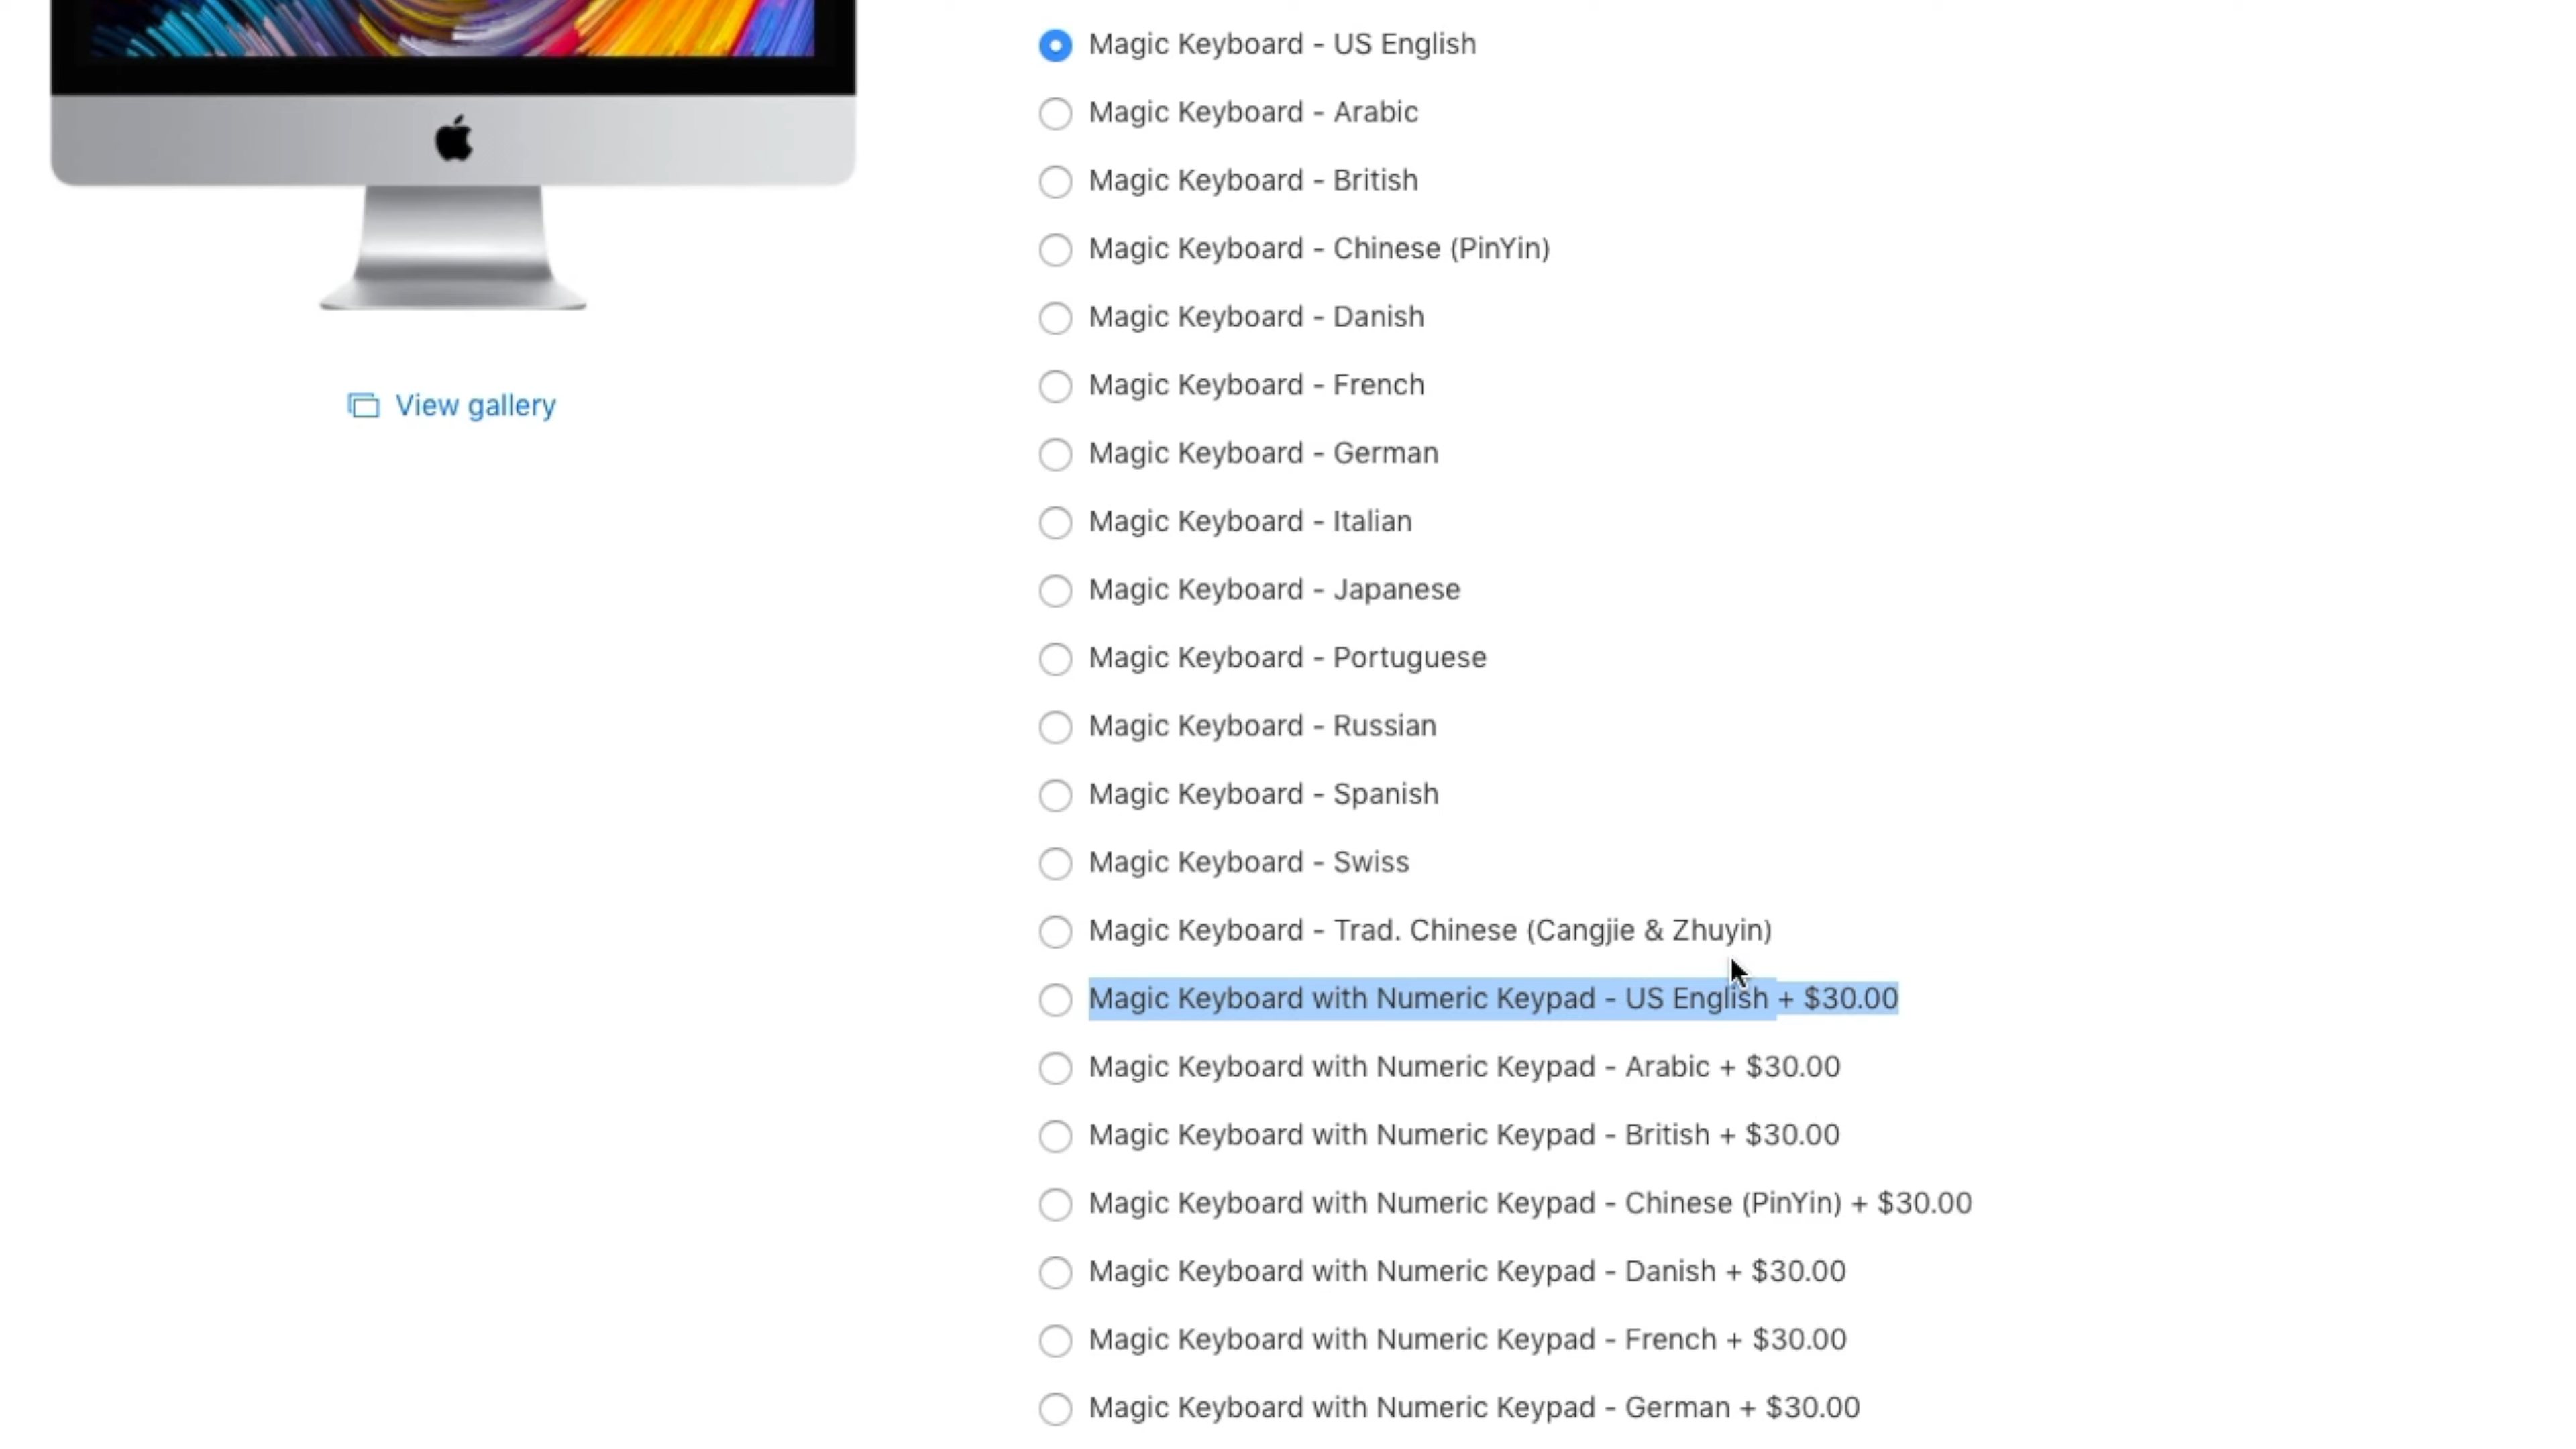 Magic Keyboard - US English
Magic Keyboard - Arabic
Magic Keyboard - British
Magic Keyboard - Chinese (PinYin)
Magic Keyboard - Danish
Magic Keyboard - French
View gallery
Magic Keyboard - German
Magic Keyboard - Italian
Magic Keyboard - Japanese
Magic Keyboard - Portuguese
Magic Keyboard - Russian
Magic Keyboard - Spanish
Magic Keyboard - Swiss
Magic Keyboard - Trad. Chinese (Cangjie & Zhuyin)
Magic Keyboard with Numeric Keypad - US English + $30.00
Magic Keyboard with Numeric Keypad - Arabic + $30.00
Magic Keyboard with Numeric Keypad - British + $30.00
Magic Keyboard with Numeric Keypad - Chinese (PinYin) + $30.00
Magic Keyboard with Numeric Keypad - Danish + $30.00
Magic Keyboard with Numeric Keypad - French + $30.00
Magic Keyboard with Numeric Keypad - German + $30.00